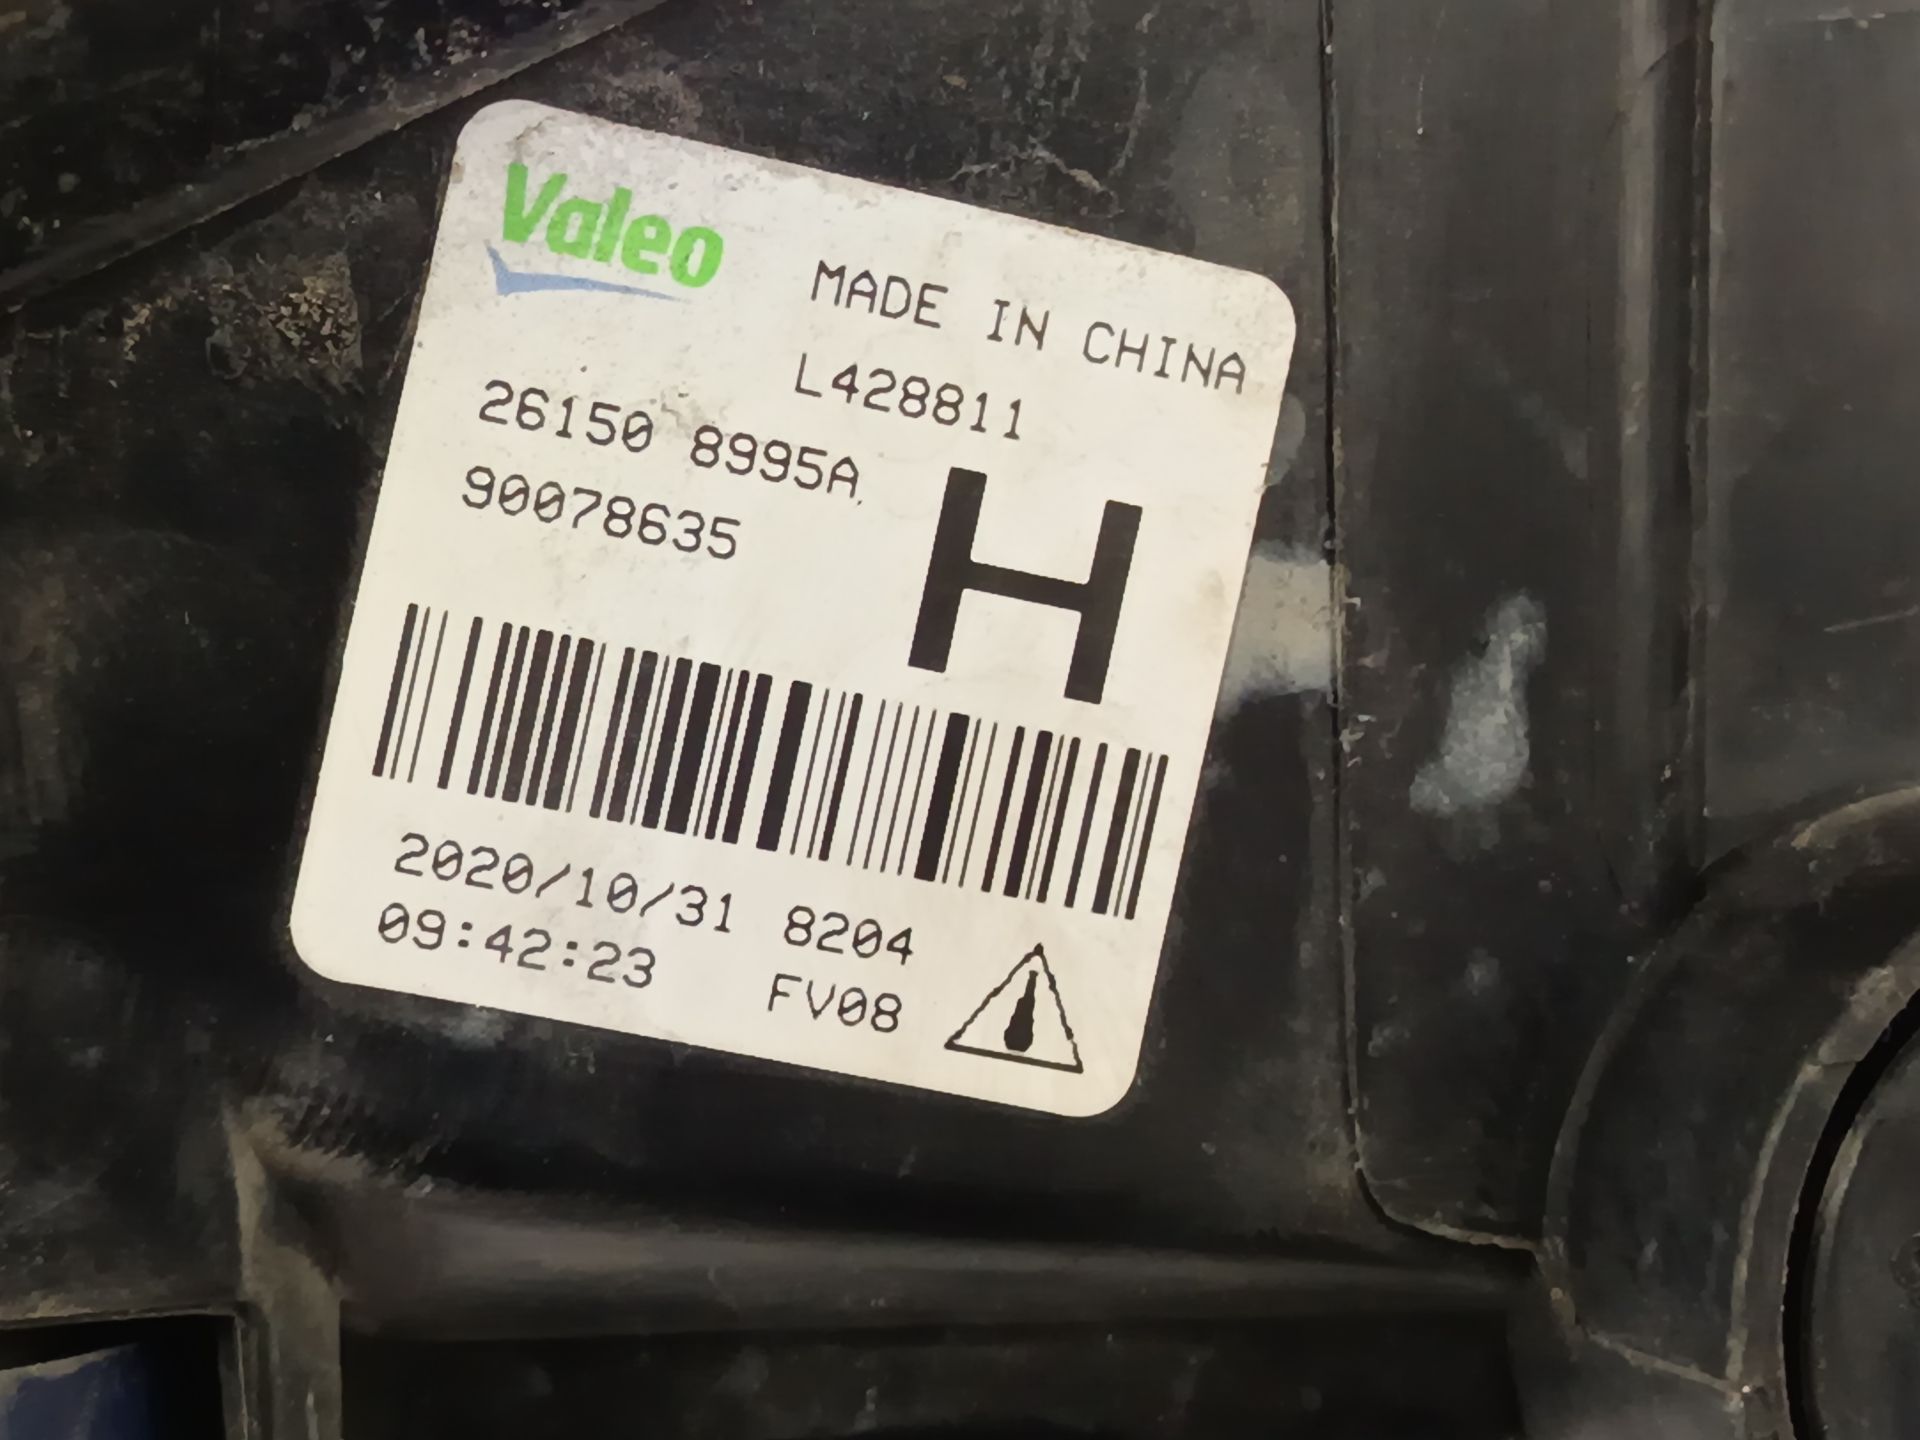 Valeo
MADE IN CHINA
L428811
26150 8995A
90078635
H
2020/10/31 8204
09:42:23 FV08